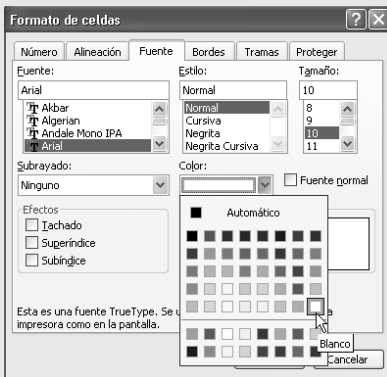 Formato de celdas
Número Alineación Fuente Bordes Tramas Proteger
Fuente: Estilo: Tamaño:
Arial Normal 10
Akbar Normal 8
Algerian Cursiva 9
Andale Mono IPA Negrita 10
Arial Negrita Cursiva 11
Subrayado: Color:
Ninguno Fuente normal
Efectos Automático
Tachado
Superíndice
Subíndice
Esta es una fuente TrueType. Se
impresora como en la pantalla.
Blanco
Cancelar